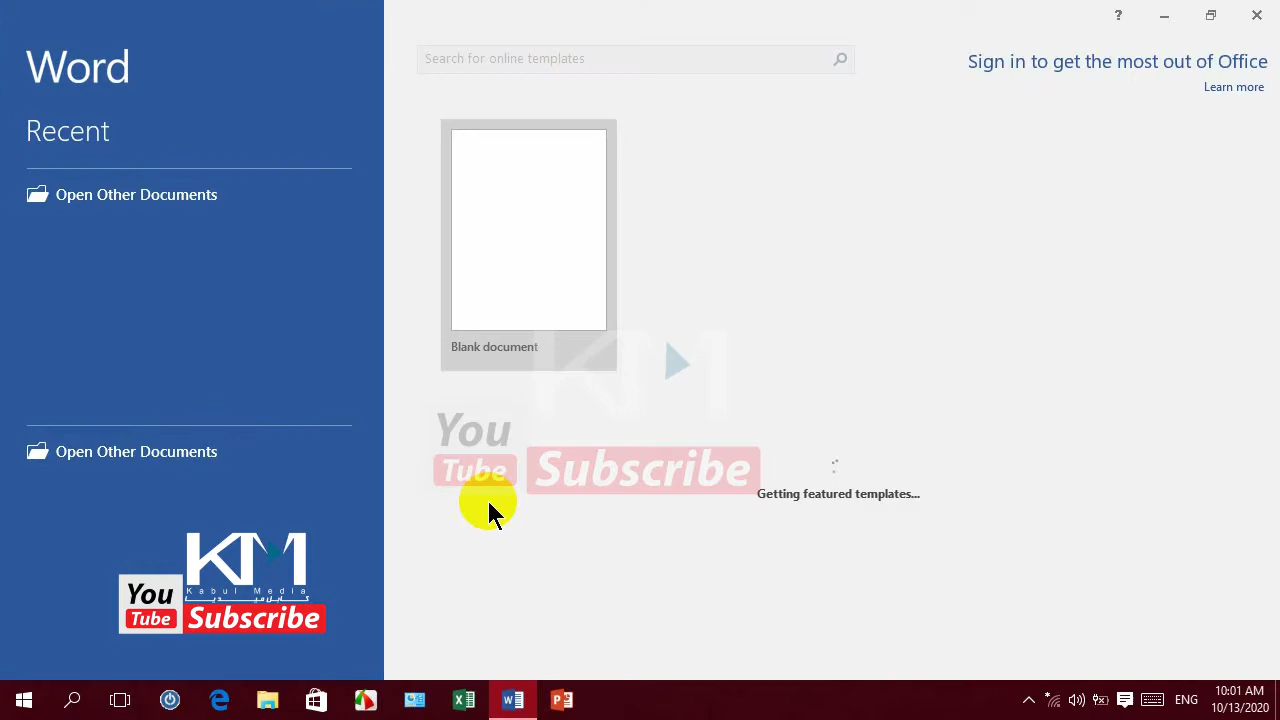 Word
Recent
Open Other Documents
Open Other Documents
Search for online templates
Sign in to get the most out of Office
Learn more
Blank document
KM
You
Tube Subscribe
Getting featured templates...
KM
Kabul Media
You
Tube Subscribe
ENG
10:01 AM
10/13/2020